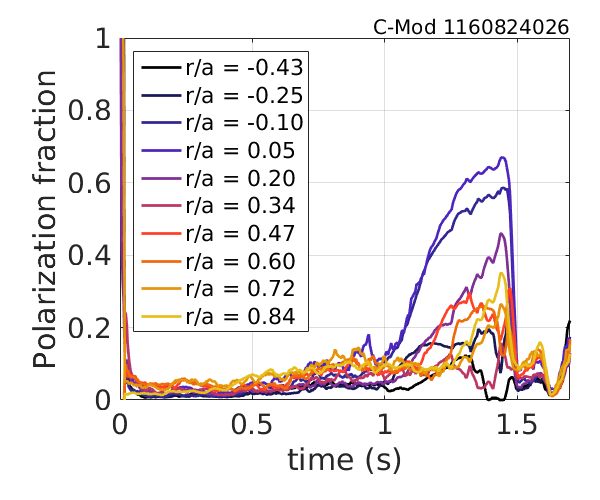 C-Mod 1160824026
Polarization fraction
1
0.8
0.6
0.4
0.2
0
r/a = -0.43
r/a = -0.25
r/a = -0.10
r/a = 0.05
r/a = 0.20
r/a = 0.34
r/a = 0.47
r/a = 0.60
r/a = 0.72
r/a = 0.84
0 0.5 1 1.5
time (s)